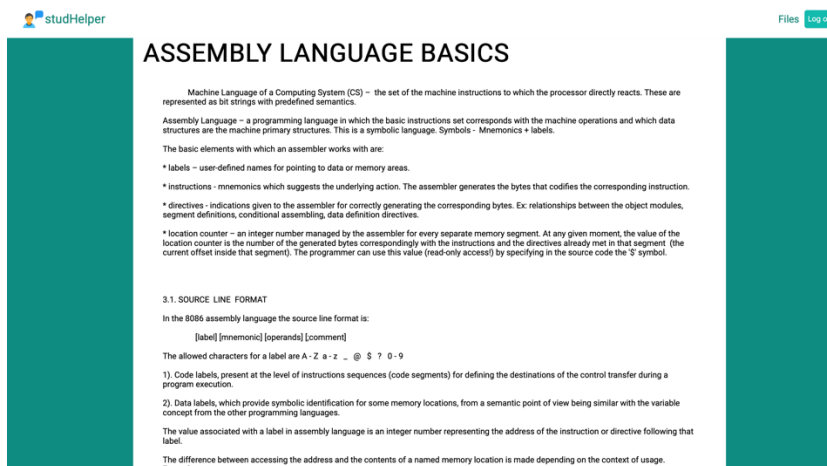 studHelper
Files
Log o
ASSEMBLY LANGUAGE BASICS
Machine Language of a Computing System (CS) – the set of the machine instructions to which the processor directly reacts. These are
represented as bit strings with predefined semantics.
Assembly Language – a programming language in which the basic instructions set corresponds with the machine operations and which data
structures are the machine primary structures. This is a symbolic language. Symbols - Mnemonics + labels.
The basic elements with which an assembler works with are:
* labels – user-defined names for pointing to data or memory areas.
* instructions - mnemonics which suggests the underlying action. The assembler generates the bytes that codifies the corresponding instruction.
* directives - indications given to the assembler for correctly generating the corresponding bytes. Ex: relationships between the object modules,
segment definitions, conditional assembling, data definition directives.
* location counter – an integer number managed by the assembler for every separate memory segment. At any given moment, the value of the
location counter is the number of the generated bytes correspondingly with the instructions and the directives already met in that segment (the
current offset inside that segment). The programmer can use this value (read-only access!) by specifying in the source code the '$' symbol.
3.1. SOURCE LINE FORMAT
In the 8086 assembly language the source line format is:
[label] [mnemonic] [operands] [;comment]
The allowed characters for a label are A - Z a - z _ @ $ ? 0 - 9
1). Code labels, present at the level of instructions sequences (code segments) for defining the destinations of the control transfer during a
program execution.
2). Data labels, which provide symbolic identification for some memory locations, from a semantic point of view being similar with the variable
concept from the other programming languages.
The value associated with a label in assembly language is an integer number representing the address of the instruction or directive following that
label.
The difference between accessing the address and the contents of a named memory location is made depending on the context of usage.